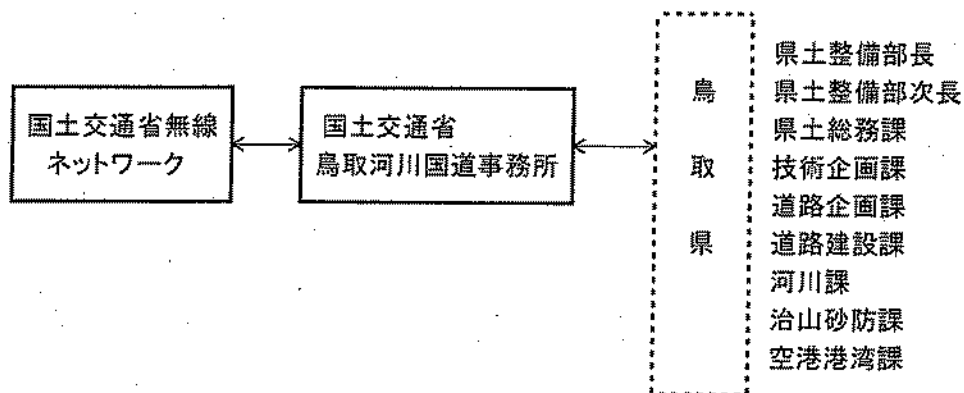 国土交通省無線
ネットワーク
国土交通省
鳥取河川国道事務所
鳥取県
県土整備部長
県土整備部次長
県土総務課
技術企画課
道路企画課
道路建設課
河川課
治山砂防課
空港港湾課